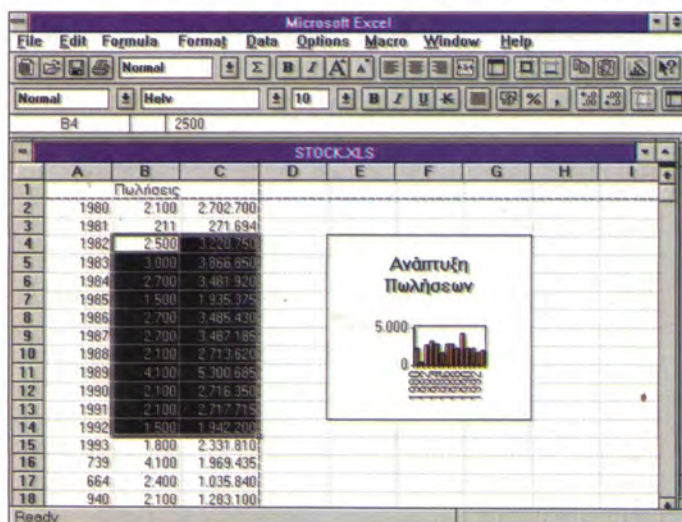 Microsoft Excel
File Edit Formula Format Data Options Macro Window Help
Normal Σ B I A A
Normal Helv 10 B I U K % ,
B4 2500
STOCK.XLS
A B C D E F G H I
1 Πωλήσεις
2 1980 2.100 2.702.700
3 1981 211 271.694
4 1982 2.500 3.220.750
5 1983 3.000 3.866.850
6 1984 2.700 3.481.920
7 1985 1.500 1.935.375
8 1986 2.700 3.485.430
9 1987 2.700 3.487.185
10 1988 2.100 2.713.620
11 1989 4.100 5.300.685
12 1990 2.100 2.716.350
13 1991 2.100 2.717.715
14 1992 1.500 1.942.200
15 1993 1.800 2.331.810
16 739 4.100 1.969.435
17 664 2.400 1.035.840
18 940 2.100 1.283.100
Ανάπτυξη
Πωλήσεων
5.000
0
1980 1982 1984 1986 1988 1990 1992
Ready